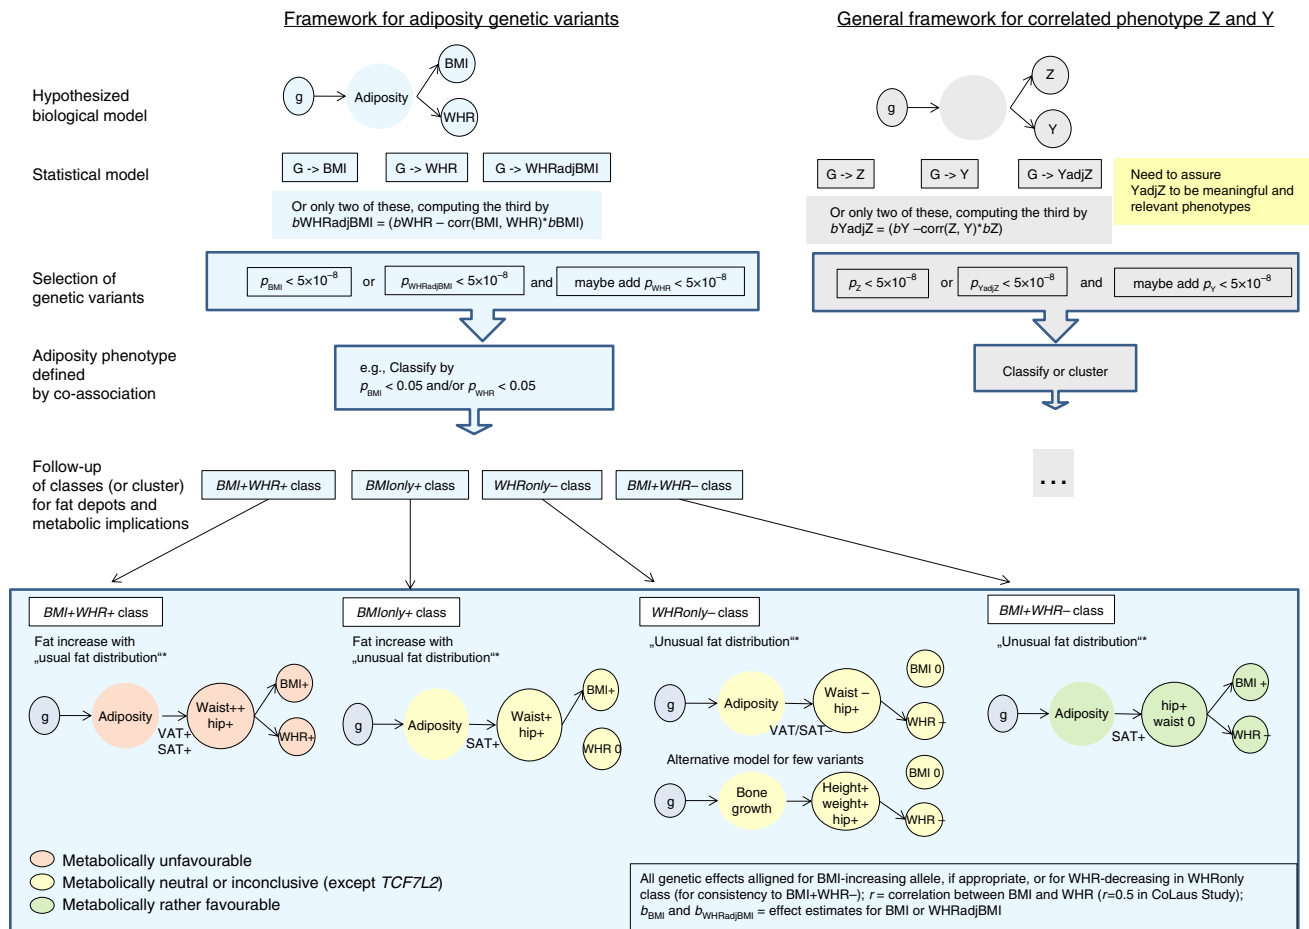 Framework for adiposity genetic variants
General framework for correlated phenotype Z and Y
Hypothesized
biological model
g
Adiposity
BMI
WHR
g
Z
Y
Statistical model
G -> BMI
G -> WHR
G -> WHRadjBMI
G -> Z
G -> Y
G -> YadjZ
Need to assure
YadjZ to be meaningful and
relevant phenotypes
Or only two of these, computing the third by
bWHRadjBMI = (bWHR – corr(BMI, WHR)*bBMI)
Or only two of these, computing the third by
bYadjZ = (bY –corr(Z, Y)*bZ)
Selection of
genetic variants
pBMI < 5×10–8
or
pWHRadjBMI < 5×10–8
and
maybe add pWHR < 5×10–8
pZ < 5×10–8
or
pYadjZ < 5×10–8
and
maybe add pY < 5×10–8
Adiposity phenotype
defined
by co-association
e.g., Classify by
pBMI < 0.05 and/or pWHR < 0.05
Classify or cluster
Follow-up
of classes (or cluster)
for fat depots and
metabolic implications
BMI+WHR+ class
BMIonly+ class
WHRonly– class
BMI+WHR– class
...
BMI+WHR+ class
Fat increase with
„usual fat distribution“*
g
Adiposity
VAT+
SAT+
Waist++
hip+
BMI+
WHR+
BMIonly+ class
Fat increase with
„unusual fat distribution“*
g
Adiposity
SAT+
Waist+
hip+
BMI+
WHR 0
WHRonly– class
„Unusual fat distribution“*
g
Adiposity
VAT/SAT–
Waist –
hip+
BMI 0
WHR –
Alternative model for few variants
g
Bone
growth
Height+
weight+
hip+
BMI 0
WHR –
BMI+WHR– class
„Unusual fat distribution“*
g
Adiposity
SAT+
hip+
waist 0
BMI +
WHR –
Metabolically unfavourable
Metabolically neutral or inconclusive (except TCF7L2)
Metabolically rather favourable
All genetic effects alligned for BMI-increasing allele, if appropriate, or for WHR-decreasing in WHRonly
class (for consistency to BMI+WHR–); r = correlation between BMI and WHR (r=0.5 in CoLaus Study);
bBMI and bWHRadjBMI = effect estimates for BMI or WHRadjBMI